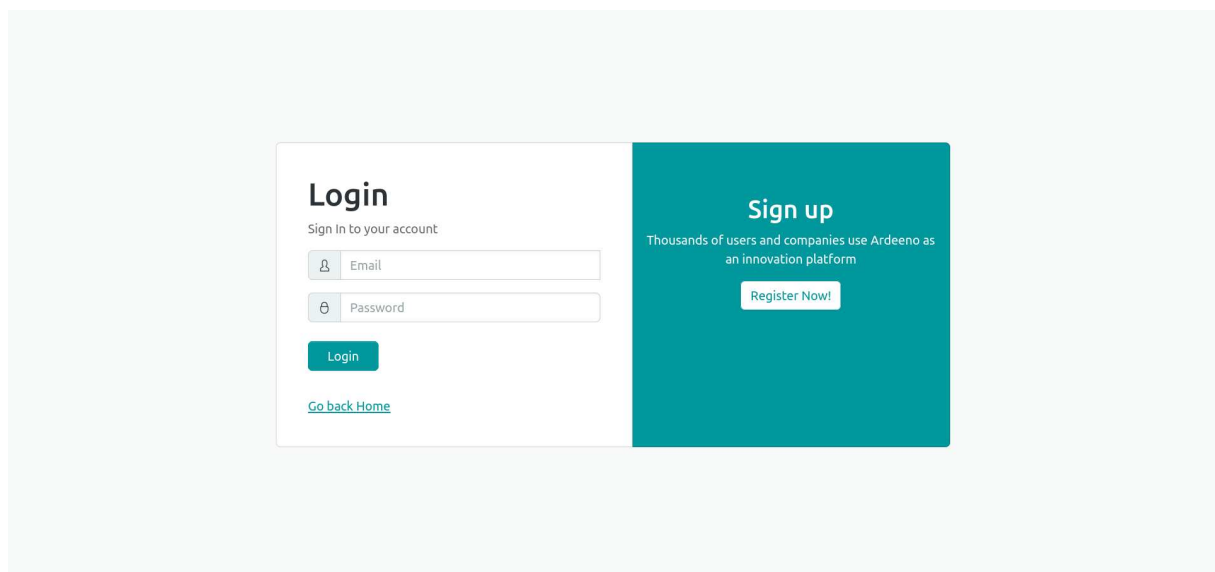 Login
Sign In to your account
Email
Password
Login
Go back Home
Sign up
Thousands of users and companies use Ardeeno as
an innovation platform
Register Now!